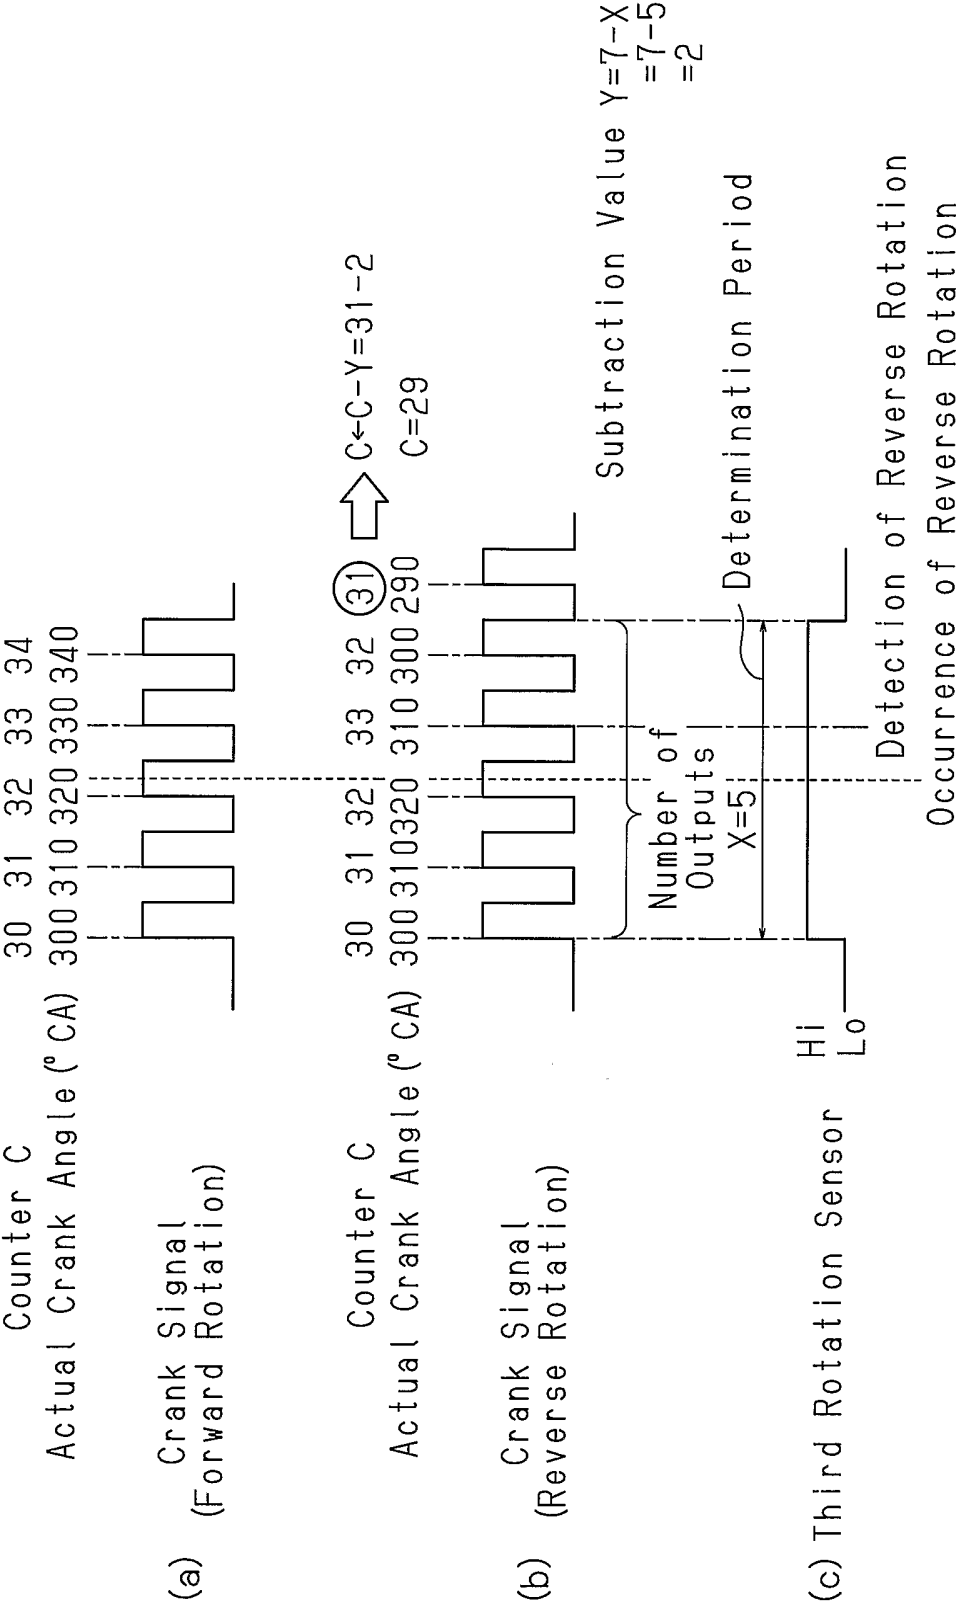 Counter C 30 31 32 33 34
Actual Crank Angle (°CA) 300 310 320 330 340
(a) Crank Signal
(Forward Rotation)
Counter C 30 31 32 33 32 31 C←C-Y=31-2
C=29
Actual Crank Angle (°CA) 300 310 320 310 300 290
(b) Crank Signal
(Reverse Rotation)
Number of
Outputs
X=5
Subtraction Value Y=7-X
=7-5
=2
Determination Period
(c) Third Rotation Sensor
Hi
Lo
Detection of Reverse Rotation
Occurrence of Reverse Rotation